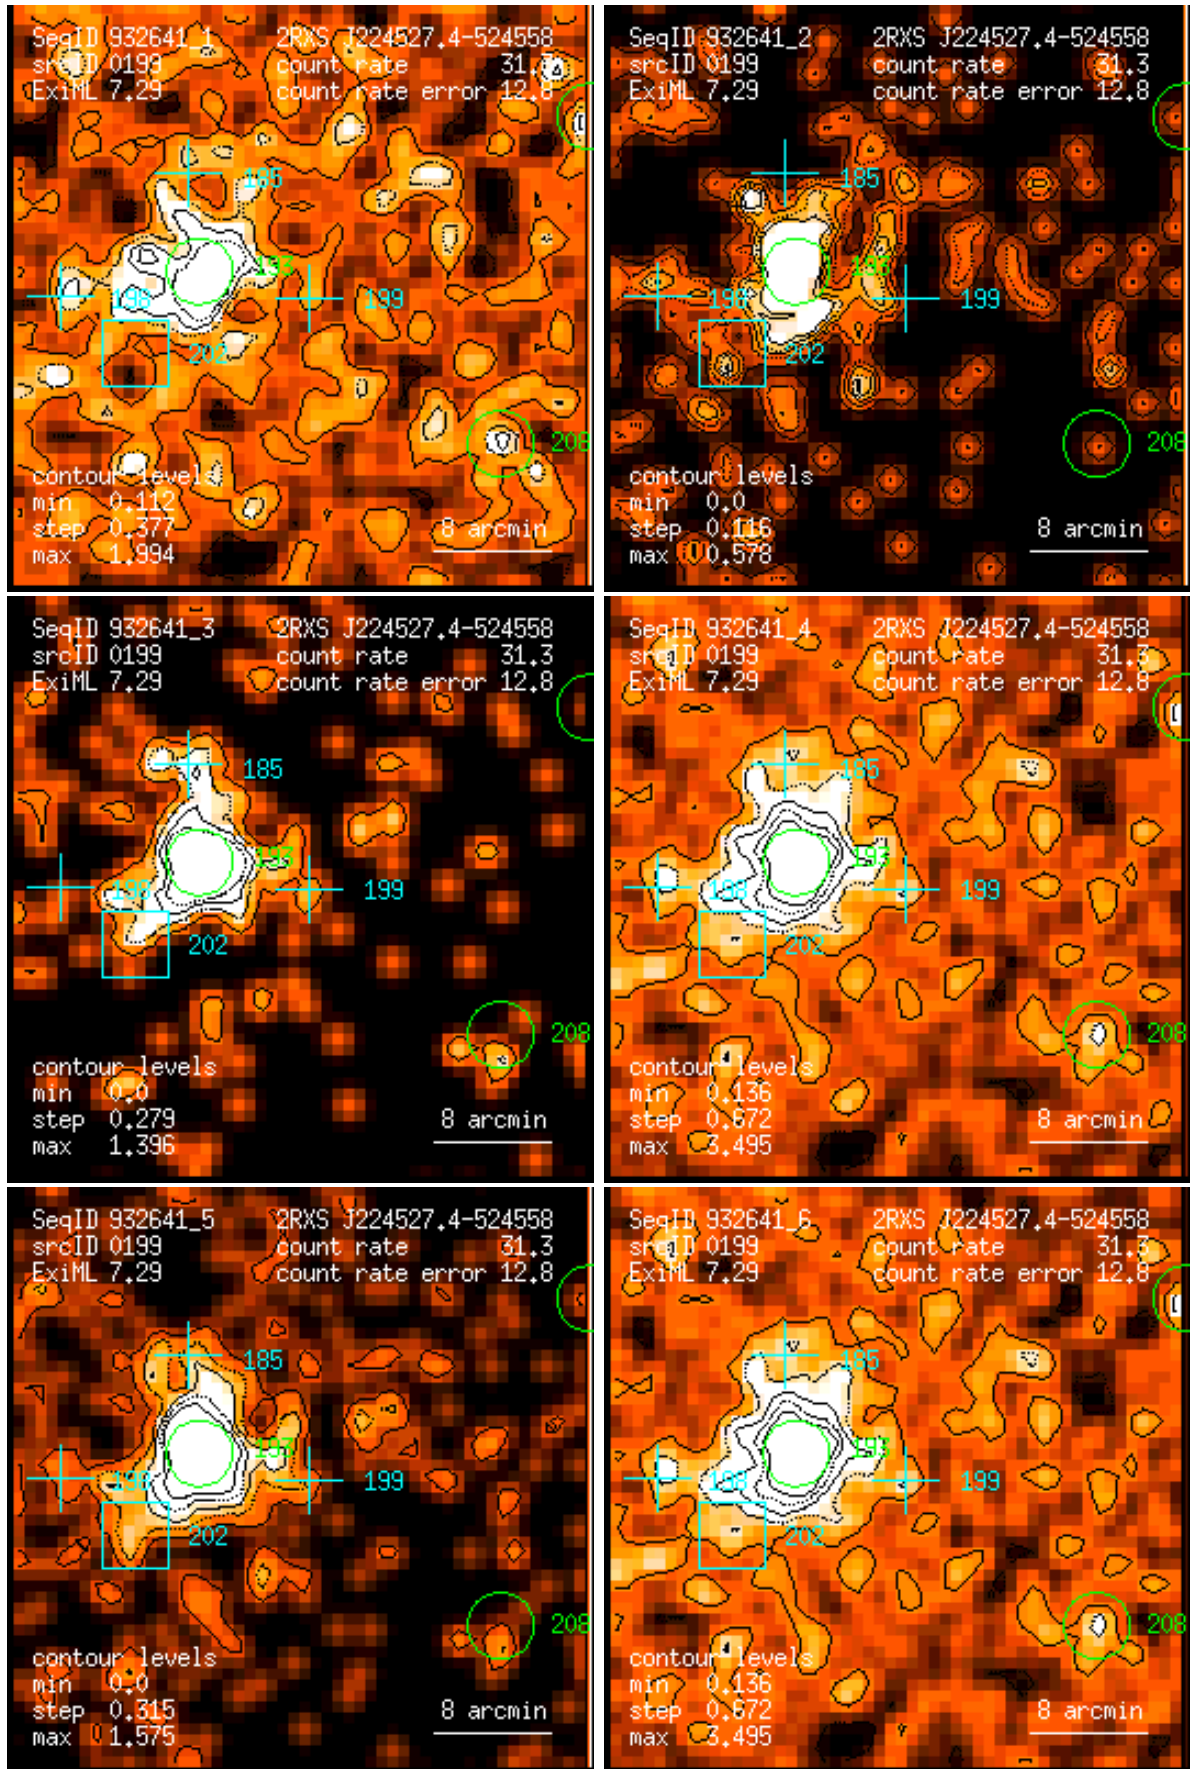 SeqID 932641_1 2RXS J224527.4-524558
srcID 0199 count rate 31.3
ExiML 7.29 count rate error 12.8
185
193
198 199
202
208
contour levels
min 0.112
step 0.377 8 arcmin
max 1.994
SeqID 932641_2 2RXS J224527.4-524558
srcID 0199 count rate 31.3
ExiML 7.29 count rate error 12.8
185
193
198 199
202
208
contour levels
min 0.0
step 0.116 8 arcmin
max 0.578
SeqID 932641_3 2RXS J224527.4-524558
srcID 0199 count rate 31.3
ExiML 7.29 count rate error 12.8
185
193
198 199
202
208
contour levels
min 0.0
step 0.279 8 arcmin
max 1.396
SeqID 932641_4 2RXS J224527.4-524558
srcID 0199 count rate 31.3
ExiML 7.29 count rate error 12.8
185
193
198 199
202
208
contour levels
min 0.136
step 0.672 8 arcmin
max 3.495
SeqID 932641_5 2RXS J224527.4-524558
srcID 0199 count rate 31.3
ExiML 7.29 count rate error 12.8
185
193
198 199
202
208
contour levels
min 0.0
step 0.315 8 arcmin
max 1.575
SeqID 932641_6 2RXS J224527.4-524558
srcID 0199 count rate 31.3
ExiML 7.29 count rate error 12.8
185
193
198 199
202
208
contour levels
min 0.136
step 0.672 8 arcmin
max 3.495